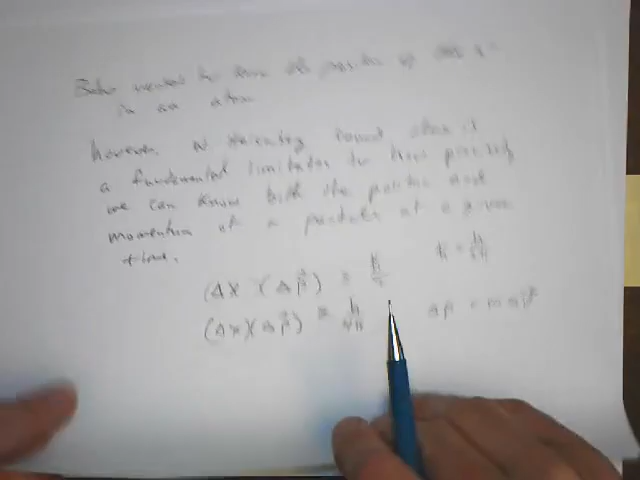 Bohr wanted to know the position of the e⁻
in an atom
however, W. Heisenberg found there is
a fundamental limitation to how precisely
we can know both the position and
momentum of a particle at a given
time.
(Δx)(Δp) ≥ ħ/2 ħ = h/2π
(Δx)(Δp) ≥ h/4π Δp = mΔ